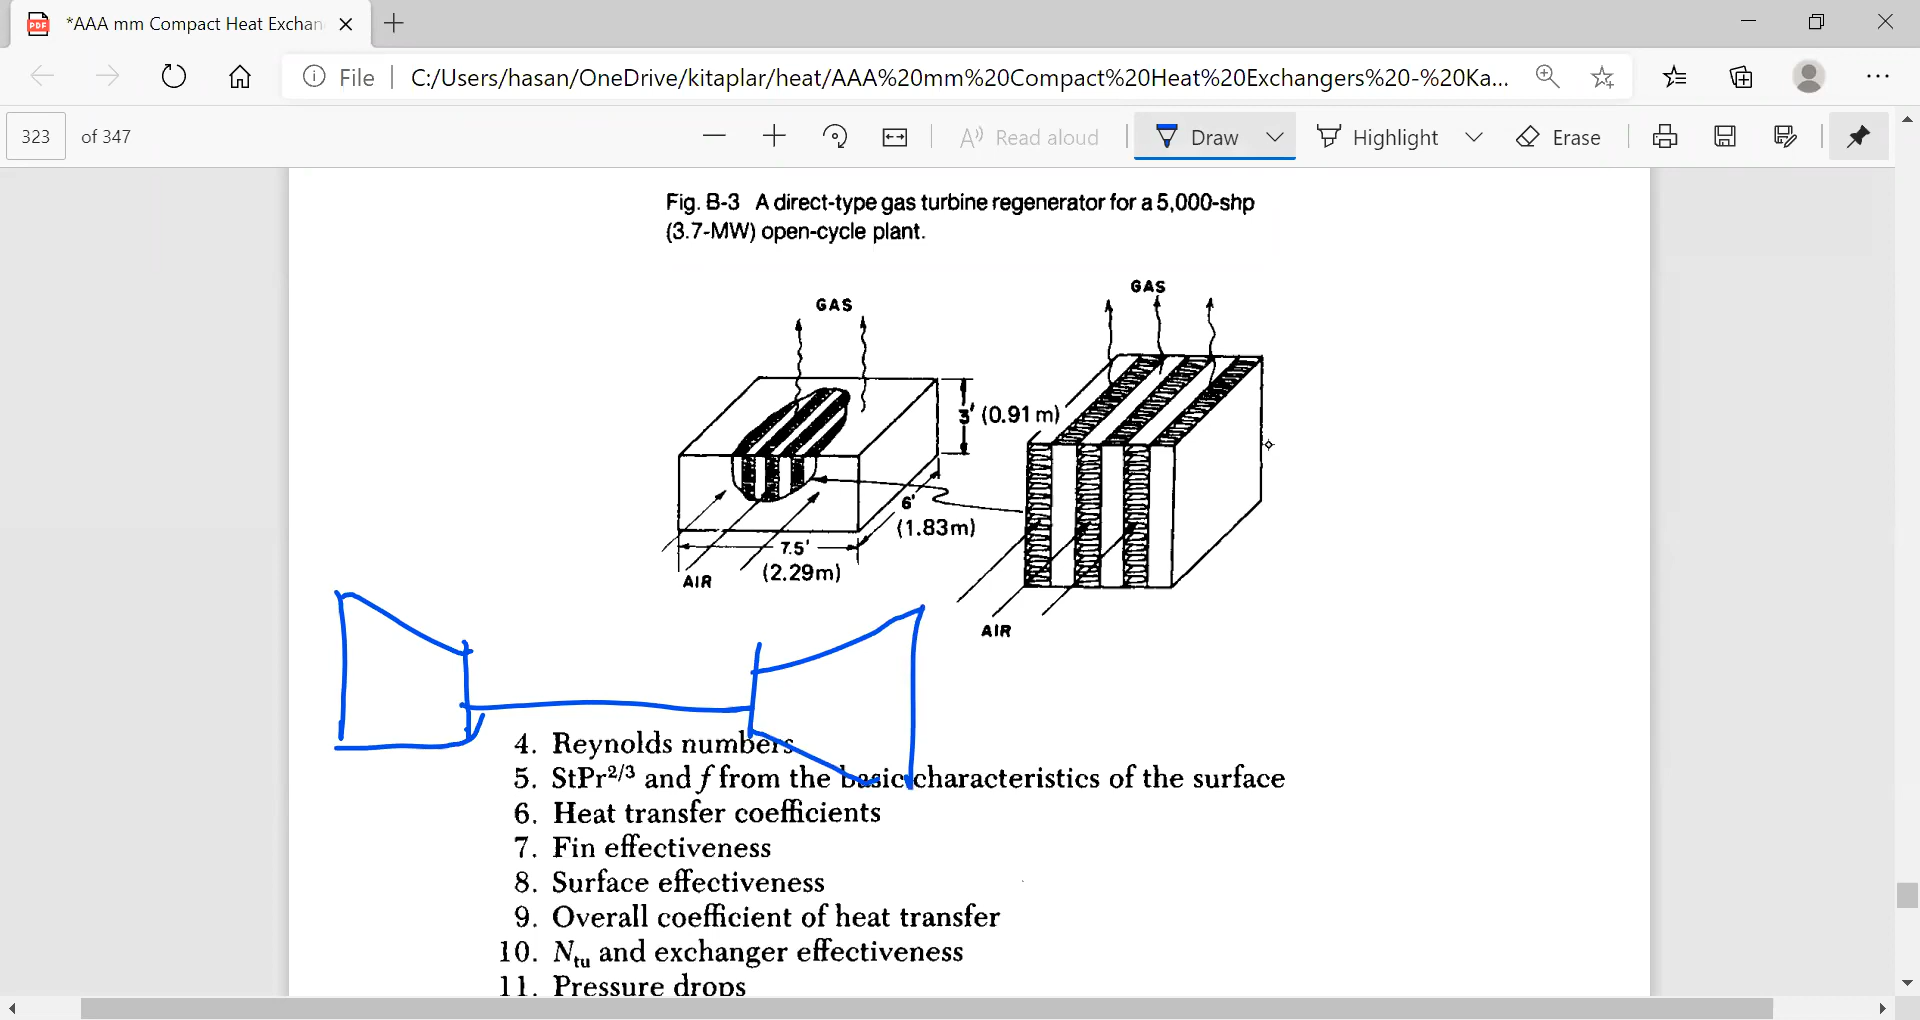 *AAA mm Compact Heat Exchan
File
C:/Users/hasan/OneDrive/kitaplar/heat/AAA%20mm%20Compact%20Heat%20Exchangers%20-%20Ka...
323 of 347
Read aloud
Draw
Highlight
Erase
Fig. B-3 A direct-type gas turbine regenerator for a 5,000-shp
(3.7-MW) open-cycle plant.
GAS
GAS
3' (0.91 m)
6'
(1.83m)
7.5'
(2.29m)
AIR
AIR
4. Reynolds numbers
5. StPr²/³ and f from the basic characteristics of the surface
6. Heat transfer coefficients
7. Fin effectiveness
8. Surface effectiveness
9. Overall coefficient of heat transfer
10. Ntu and exchanger effectiveness
11. Pressure drops